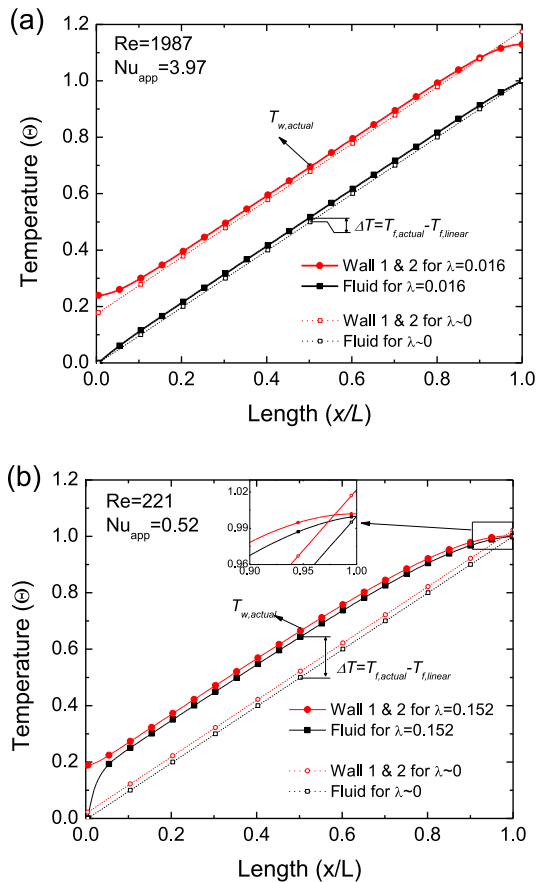 (a)
Re=1987
Nu_app=3.97
T_w,actual
ΔT=T_f,actual-T_f,linear
Wall 1 & 2 for λ=0.016
Fluid for λ=0.016
Wall 1 & 2 for λ~0
Fluid for λ~0
Temperature (Θ)
1.2
1.0
0.8
0.6
0.4
0.2
0.0
0.0 0.2 0.4 0.6 0.8 1.0
Length (x/L)
(b)
Re=221
Nu_app=0.52
1.02
0.99
0.96
0.90 0.95 1.00
T_w,actual
ΔT=T_f,actual-T_f,linear
Wall 1 & 2 for λ=0.152
Fluid for λ=0.152
Wall 1 & 2 for λ~0
Fluid for λ~0
Temperature (Θ)
1.2
1.0
0.8
0.6
0.4
0.2
0.0
0.0 0.2 0.4 0.6 0.8 1.0
Length (x/L)